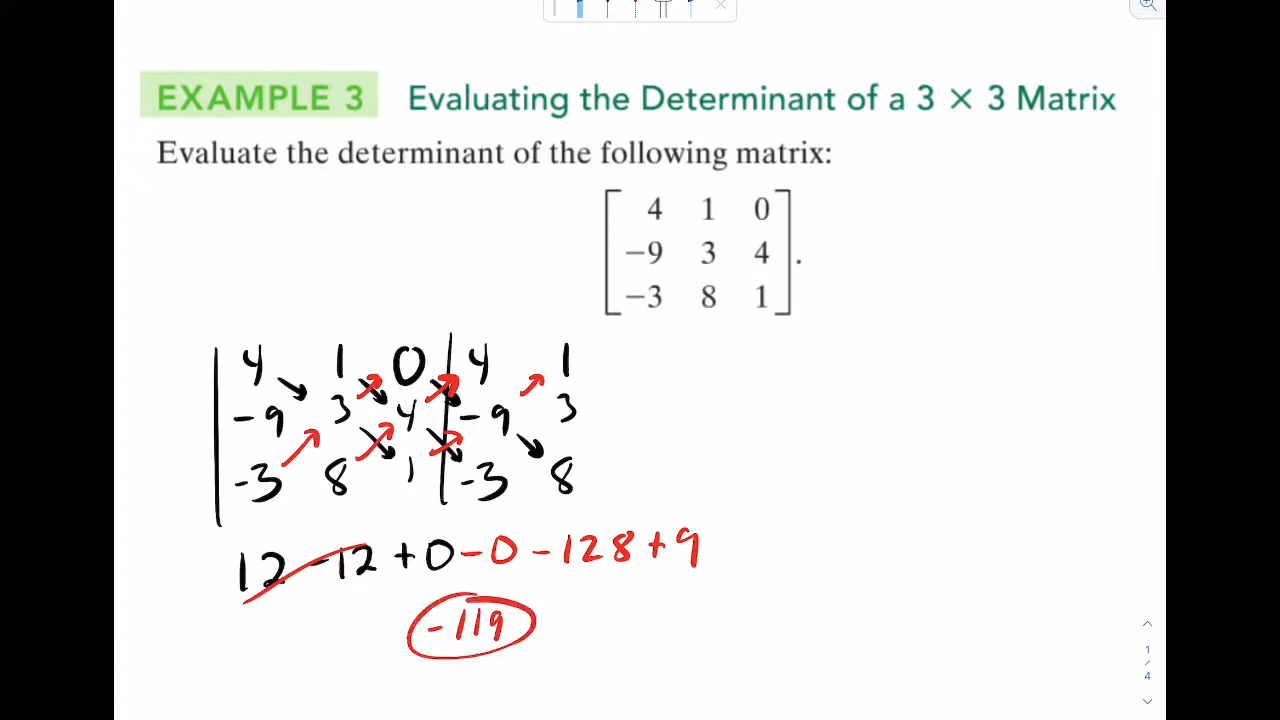 EXAMPLE 3 Evaluating the Determinant of a 3 × 3 Matrix
Evaluate the determinant of the following matrix:
4 1 0
−9 3 4
−3 8 1
.
4 1 0 4 1
-9 3 4 -9 3
-3 8 1 -3 8
12 -12 + 0 - 0 - 128 + 9
-119
1
/
4